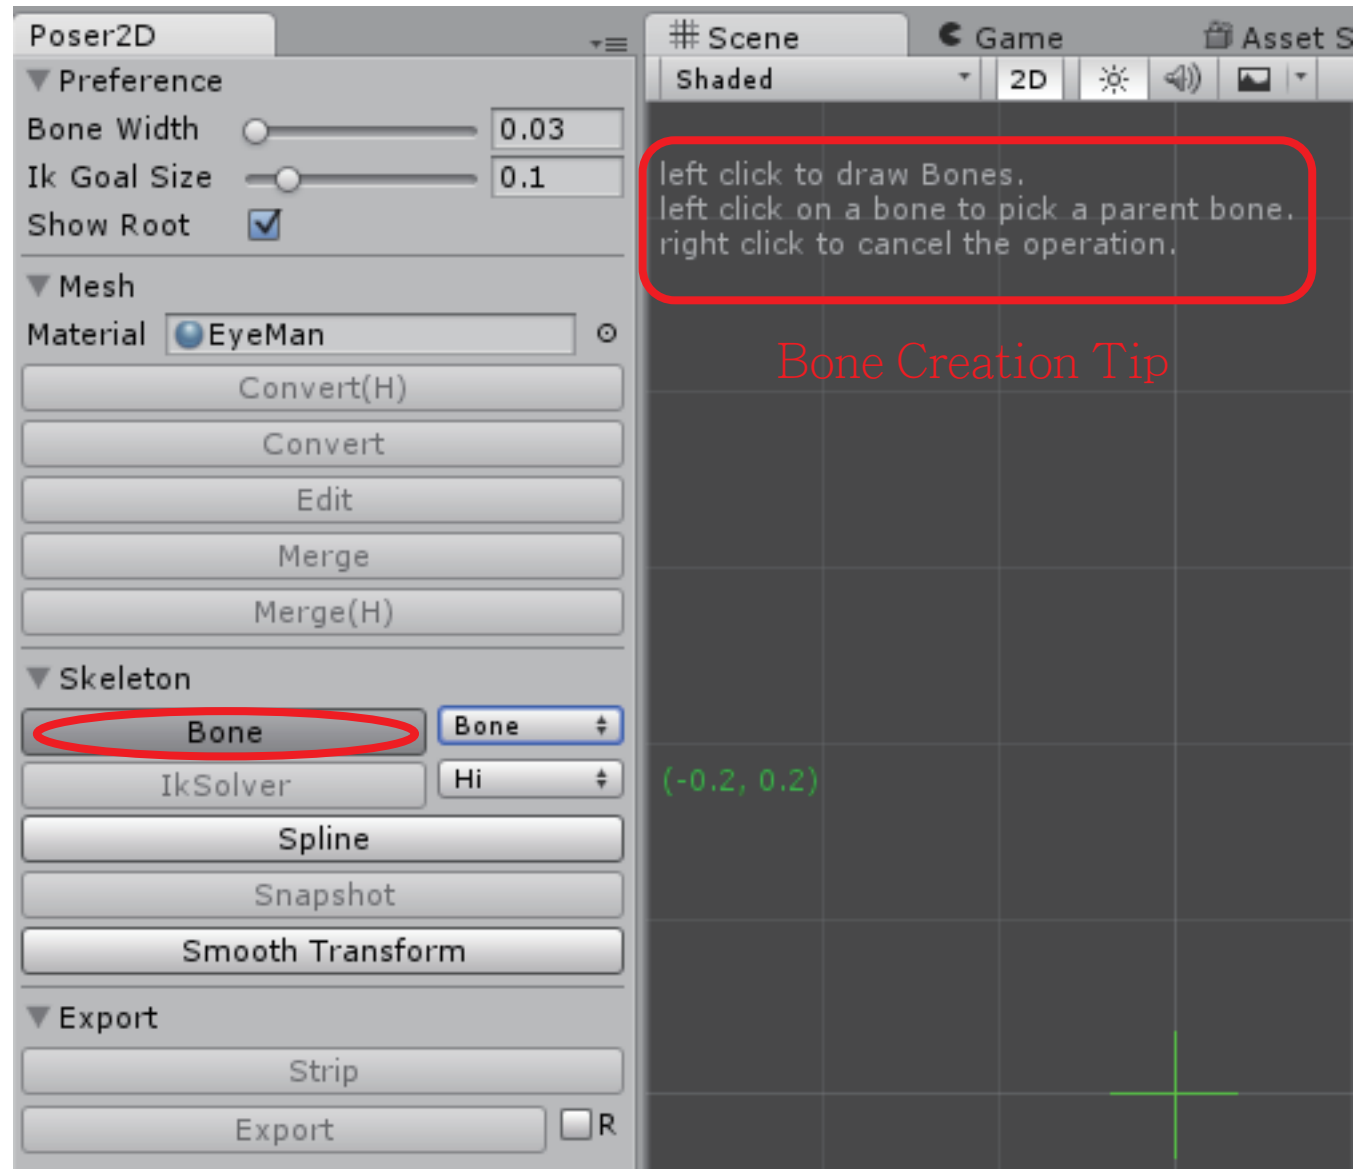 Poser2D
Preference
Bone Width 0.03
Ik Goal Size 0.1
Show Root
Mesh
Material EyeMan
Convert(H)
Convert
Edit
Merge
Merge(H)
Skeleton
Bone Bone
IkSolver Hi
Spline
Snapshot
Smooth Transform
Export
Strip
Export R
Scene Game Asset S
Shaded 2D
left click to draw Bones.
left click on a bone to pick a parent bone.
right click to cancel the operation.
Bone Creation Tip
(-0.2, 0.2)